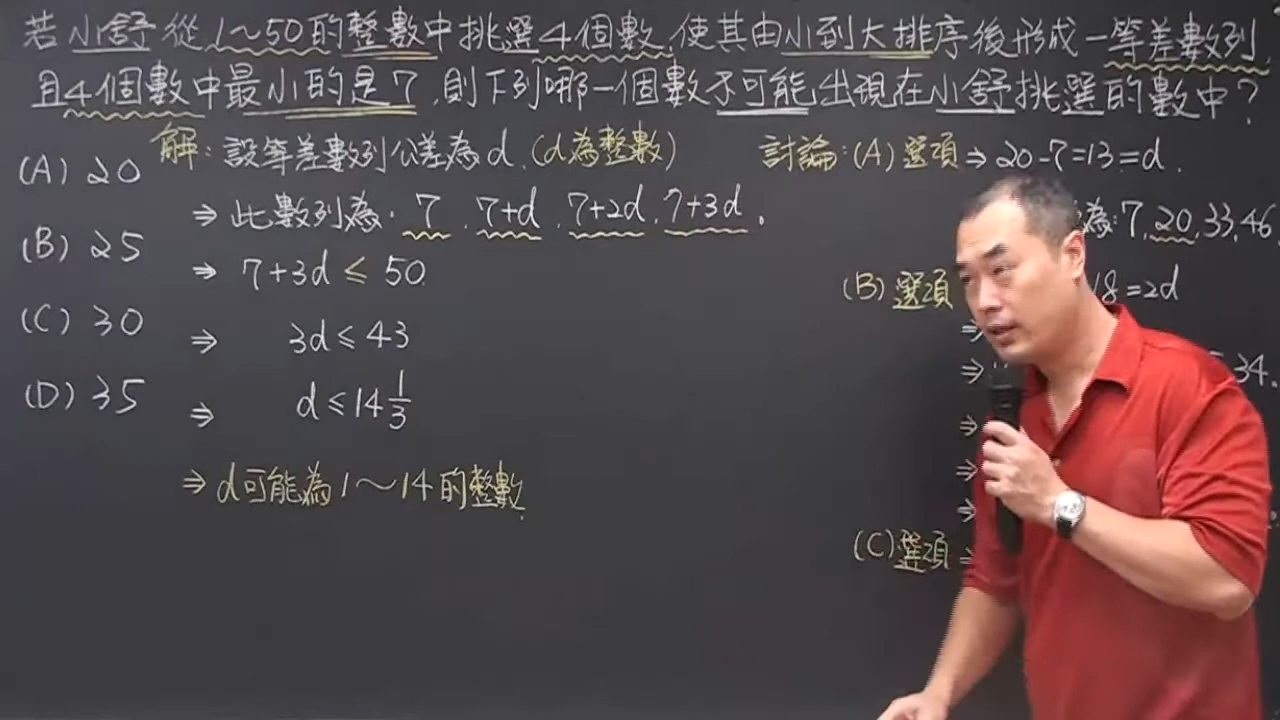 若小舒從1~50的整數中挑選4個數,使其由小到大排序後形成一等差數列,
且4個數中最小的是7,則下列哪一個數不可能出現在小舒挑選的數中?
(A) 20
(B) 25
(C) 30
(D) 35
解:設等差數列公差為d.(d為整數)
⇒ 此數列為. 7 , 7+d , 7+2d , 7+3d .
⇒ 7+3d ≤ 50.
⇒ 3d ≤ 43
⇒ d ≤ 14 1/3
⇒ d可能為1~14的整數.
討論:(A)選項 ⇒ 20-7=13=d.
為:7,20,33,46.
(B)選項 18=2d
⇒
⇒ 34.
⇒
⇒
⇒
(C)選項 ⇒